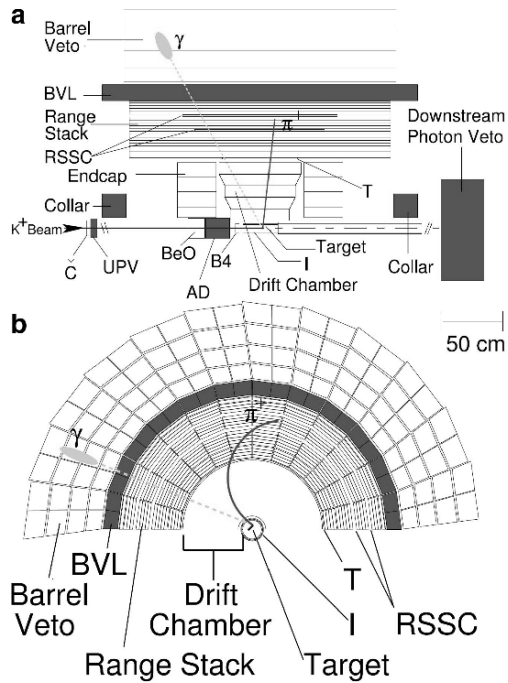 a
Barrel
Veto
γ
BVL
Range
Stack
RSSC
π
Downstream
Photon Veto
Endcap
T
Collar
K+Beam
Č
UPV
BeO
AD
B4
I
Target
Drift Chamber
Collar
b
50 cm
π+
γ
BVL
Barrel
Veto
Drift
Chamber
T
I
RSSC
Range Stack
Target